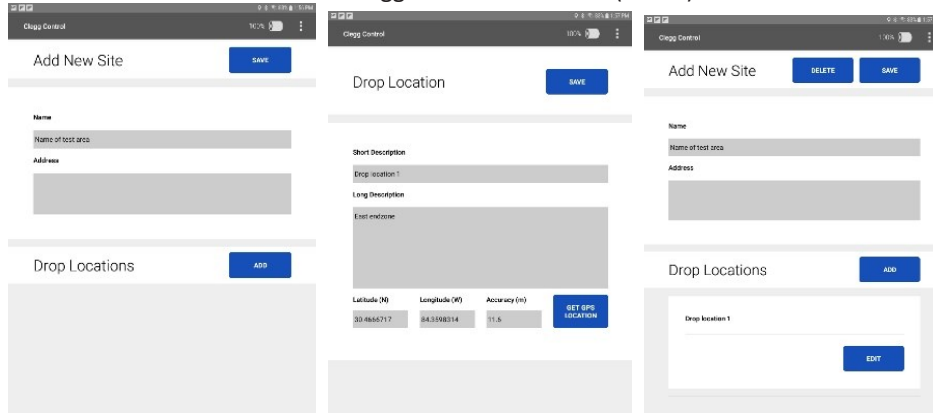 Clegg Control 100%
Add New Site SAVE
Name
Name of test area
Address
Drop Locations ADD
Clegg Control 100%
Drop Location SAVE
Short Description
Drop location 1
Long Description
East endzone
Latitude (N) Longitude (W) Accuracy (m) GET GPS LOCATION
30.4666717 84.3598314 11.6
Clegg Control 100%
Add New Site DELETE SAVE
Name
Name of test area
Address
Drop Locations ADD
Drop location 1
EDIT